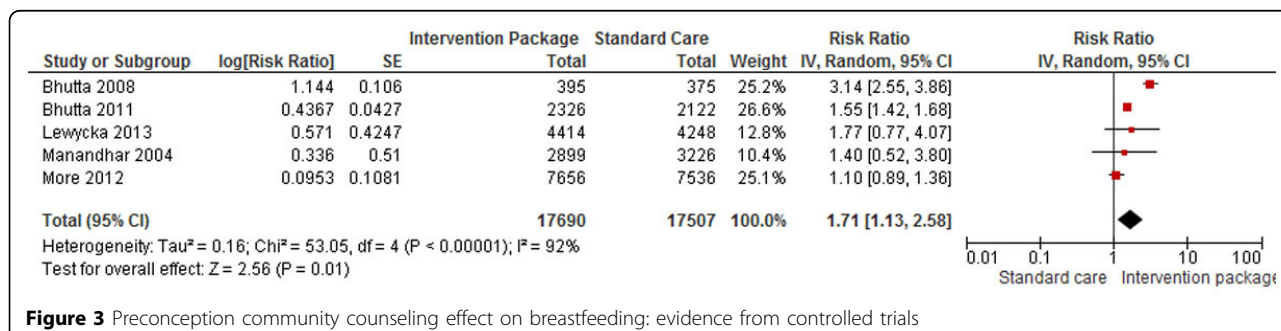 Intervention Package Standard Care Risk Ratio Risk Ratio
Study or Subgroup log[Risk Ratio] SE Total Total Weight IV, Random, 95% CI IV, Random, 95% CI
Bhutta 2008 1.144 0.106 395 375 25.2% 3.14 [2.55, 3.86]
Bhutta 2011 0.4367 0.0427 2326 2122 26.6% 1.55 [1.42, 1.68]
Lewycka 2013 0.571 0.4247 4414 4248 12.8% 1.77 [0.77, 4.07]
Manandhar 2004 0.336 0.51 2899 3226 10.4% 1.40 [0.52, 3.80]
More 2012 0.0953 0.1081 7656 7536 25.1% 1.10 [0.89, 1.36]
Total (95% CI) 17690 17507 100.0% 1.71 [1.13, 2.58]
Heterogeneity: Tau² = 0.16; Chi² = 53.05, df = 4 (P < 0.00001); I² = 92%
Test for overall effect: Z = 2.56 (P = 0.01)
0.01 0.1 1 10 100
Standard care Intervention package
Figure 3 Preconception community counseling effect on breastfeeding: evidence from controlled trials